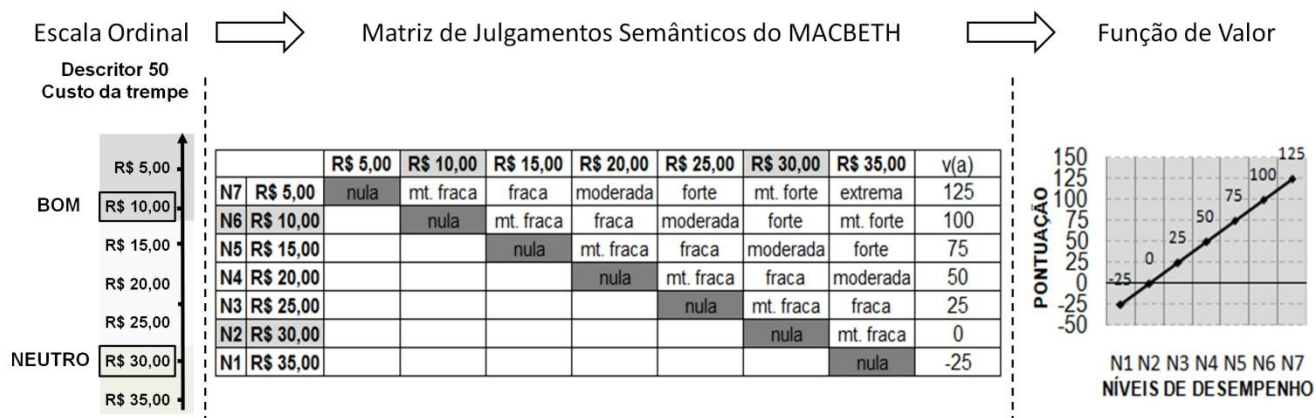 Escala Ordinal
Matriz de Julgamentos Semânticos do MACBETH
Função de Valor
Descritor 50
Custo da trempe
R$ 5,00
BOM R$ 10,00
R$ 15,00
R$ 20,00
R$ 25,00
NEUTRO R$ 30,00
R$ 35,00
R$ 5,00 R$ 10,00 R$ 15,00 R$ 20,00 R$ 25,00 R$ 30,00 R$ 35,00 v(a)
N7 R$ 5,00 nula mt. fraca fraca moderada forte mt. forte extrema 125
N6 R$ 10,00 nula mt. fraca fraca moderada forte mt. forte 100
N5 R$ 15,00 nula mt. fraca fraca moderada forte 75
N4 R$ 20,00 nula mt. fraca fraca moderada 50
N3 R$ 25,00 nula mt. fraca fraca 25
N2 R$ 30,00 nula mt. fraca 0
N1 R$ 35,00 nula -25
PONTUAÇÃO
150
125
100
75
50
25
0
-25
-50
-25 0 25 50 75 100 125
N1 N2 N3 N4 N5 N6 N7
NÍVEIS DE DESEMPENHO